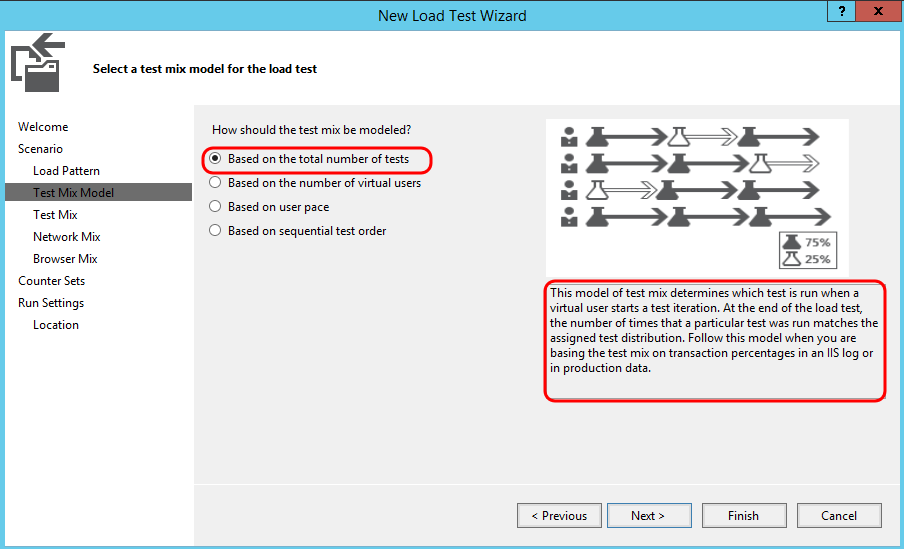 New Load Test Wizard
?
x
Select a test mix model for the load test
Welcome
Scenario
Load Pattern
Test Mix Model
Test Mix
Network Mix
Browser Mix
Counter Sets
Run Settings
Location
How should the test mix be modeled?
Based on the total number of tests
Based on the number of virtual users
Based on user pace
Based on sequential test order
75%
25%
This model of test mix determines which test is run when a
virtual user starts a test iteration. At the end of the load test,
the number of times that a particular test was run matches the
assigned test distribution. Follow this model when you are
basing the test mix on transaction percentages in an IIS log or
in production data.
< Previous
Next >
Finish
Cancel